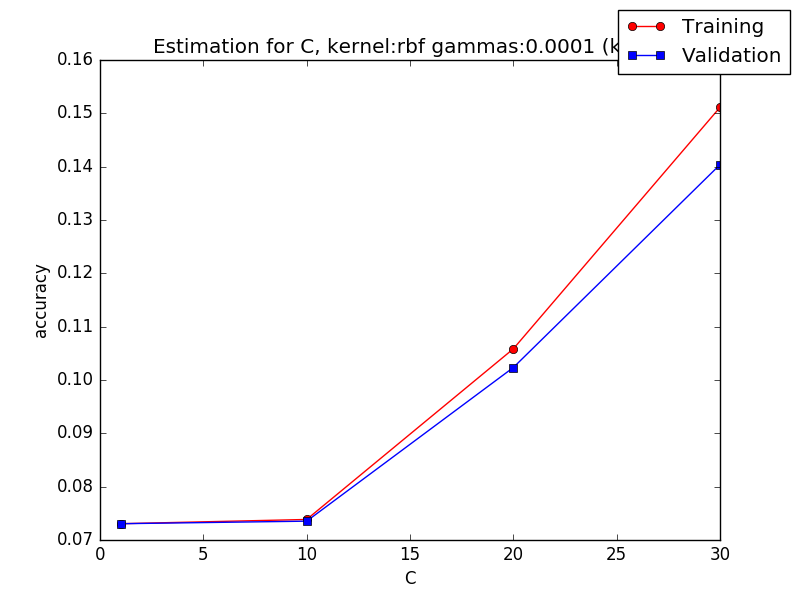 Estimation for C, kernel:rbf gammas:0.0001
Training
Validation
0.16
0.15
0.14
0.13
0.12
0.11
0.10
0.09
0.08
0.07
accuracy
0 5 10 15 20 25 30
C